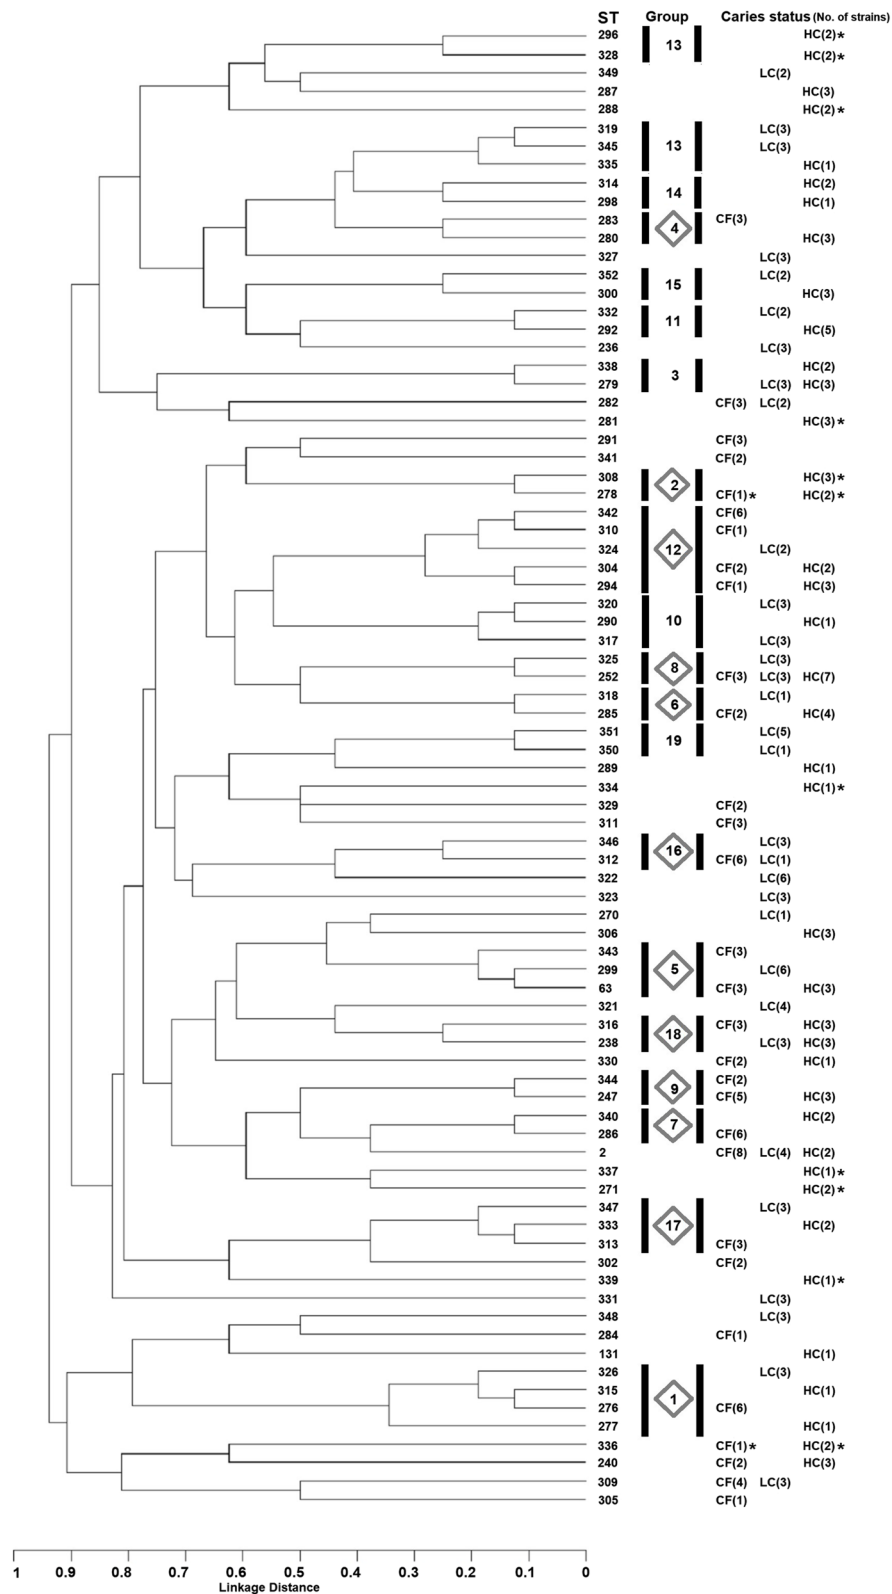 ST Group Caries status (No. of strains)
296 HC(2)*
13
328 HC(2)*
349 LC(2)
287 HC(3)
288 HC(2)*
319 LC(3)
345 13 LC(3)
335 HC(1)
314 HC(2)
14
298 HC(1)
283 CF(3)
4
280 HC(3)
327 LC(3)
352 LC(2)
15
300 HC(3)
332 LC(2)
11
292 HC(5)
236 LC(3)
338 HC(2)
3
279 LC(3) HC(3)
282 CF(3) LC(2)
281 HC(3)*
291 CF(3)
341 CF(2)
308 HC(3)*
2
278 CF(1)* HC(2)*
342 CF(6)
310 CF(1)
324 12 LC(2)
304 CF(2) HC(2)
294 CF(1) HC(3)
320 LC(3)
290 10 HC(1)
317 LC(3)
325 LC(3)
8
252 CF(3) LC(3) HC(7)
318 LC(1)
6
285 CF(2) HC(4)
351 LC(5)
19
350 LC(1)
289 HC(1)
334 HC(1)*
329 CF(2)
311 CF(3)
346 LC(3)
16
312 CF(6) LC(1)
322 LC(6)
323 LC(3)
270 LC(1)
306 HC(3)
343 CF(3)
299 5 LC(6)
63 CF(3) HC(3)
321 LC(4)
316 CF(3) HC(3)
18
238 LC(3) HC(3)
330 CF(2) HC(1)
344 CF(2)
9
247 CF(5) HC(3)
340 HC(2)
7
286 CF(6)
2 CF(8) LC(4) HC(2)
337 HC(1)*
271 HC(2)*
347 LC(3)
333 17 HC(2)
313 CF(3)
302 CF(2)
339 HC(1)*
331 LC(3)
348 LC(3)
284 CF(1)
131 HC(1)
326 LC(3)
315 HC(1)
1
276 CF(6)
277 HC(1)
336 CF(1)* HC(2)*
240 CF(2) HC(3)
309 CF(4) LC(3)
305 CF(1)
1 0.9 0.8 0.7 0.6 0.5 0.4 0.3 0.2 0.1 0
Linkage Distance